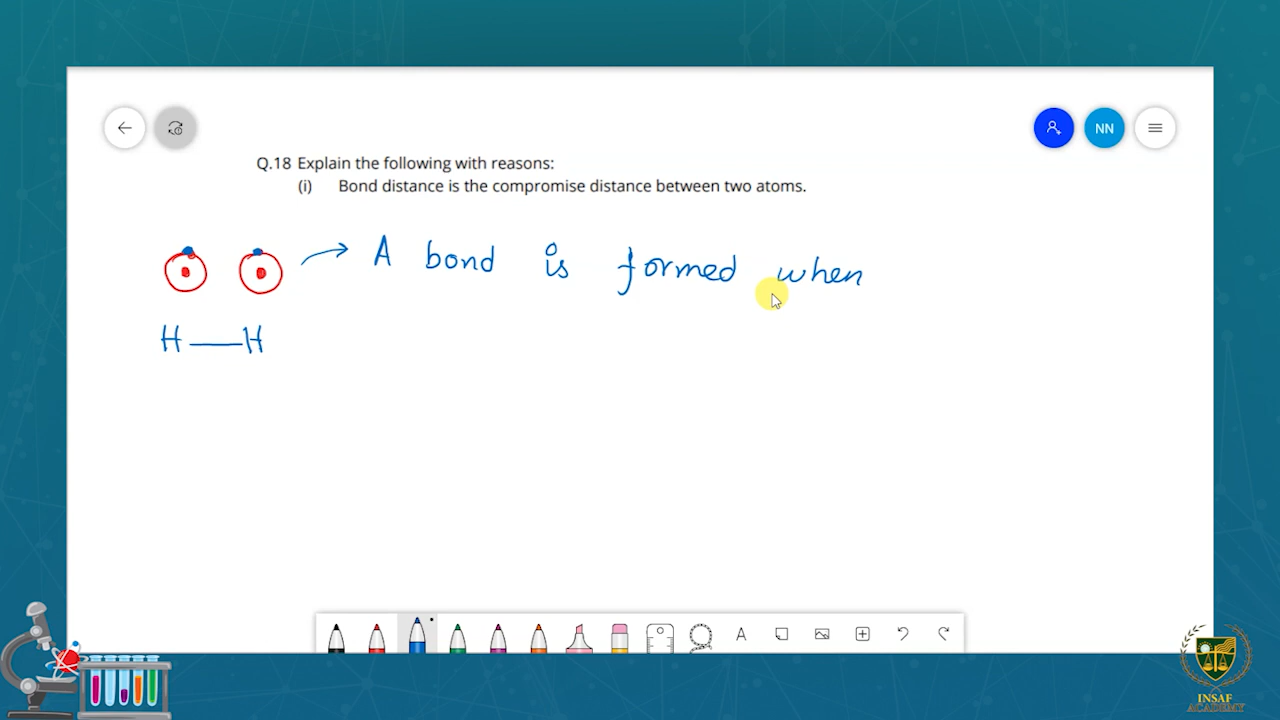 NN
Q.18 Explain the following with reasons:
(i) Bond distance is the compromise distance between two atoms.
A bond is formed when
H — H
A
INSAF
ACADEMY